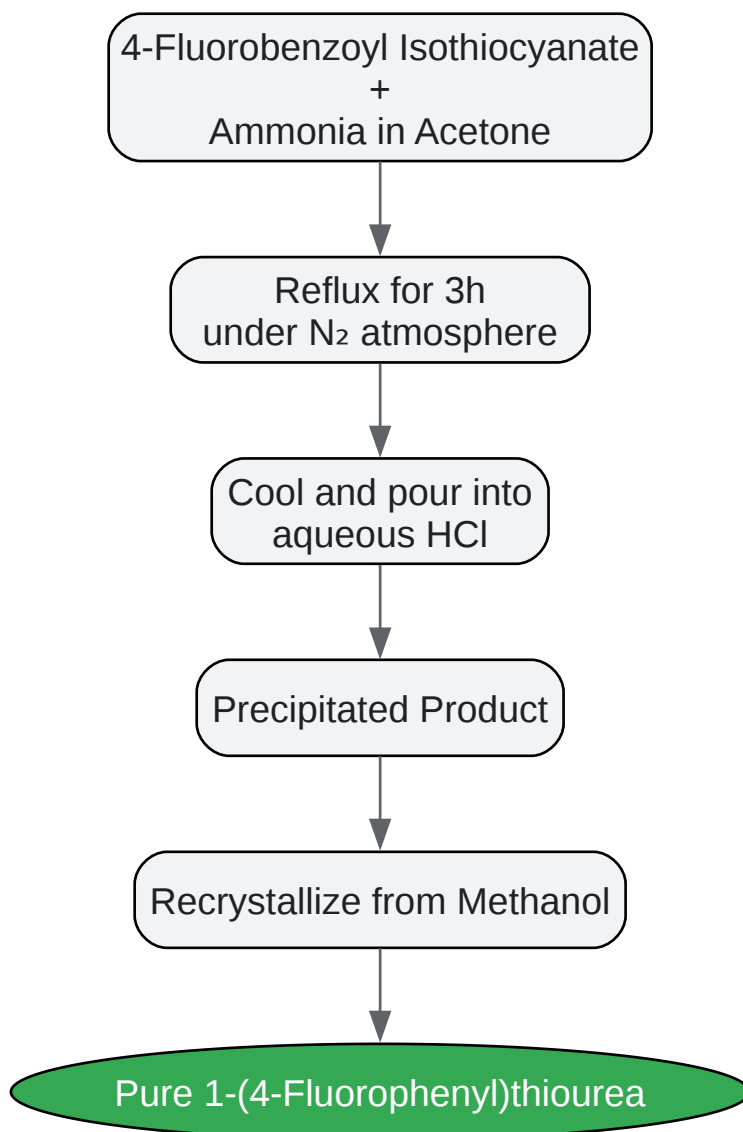 4-Fluorobenzoyl Isothiocyanate
+
Ammonia in Acetone
Reflux for 3h
under N₂ atmosphere
Cool and pour into
aqueous HCl
Precipitated Product
Recrystallize from Methanol
Pure 1-(4-Fluorophenyl)thiourea